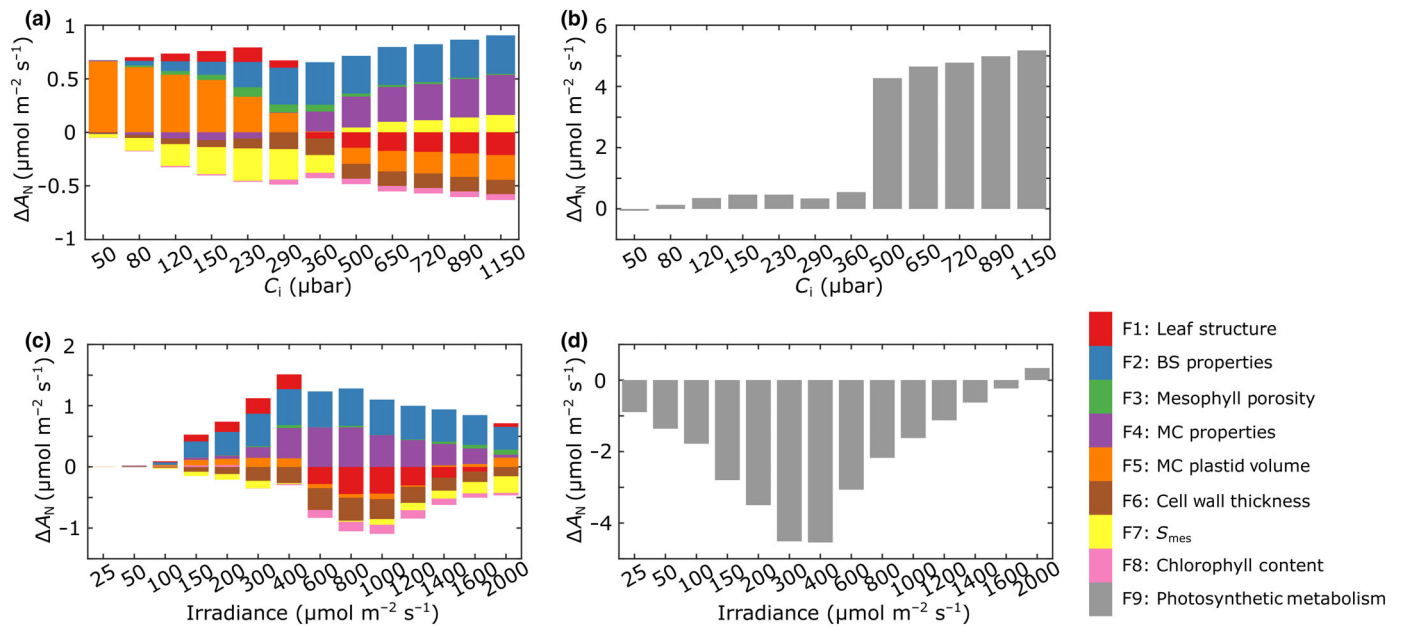 (a)
1
0.5
0
−0.5
−1
ΔA_N (μmol m⁻² s⁻¹)
50 80 120 150 230 290 360 500 650 720 890 1150
C_i (μbar)
(b)
6
4
2
0
ΔA_N (μmol m⁻² s⁻¹)
50 80 120 150 230 290 360 500 650 720 890 1150
C_i (μbar)
(c)
2
1
0
−1
ΔA_N (μmol m⁻² s⁻¹)
25 50 100 150 200 300 400 600 800 1000 1200 1400 1600 2000
Irradiance (μmol m⁻² s⁻¹)
(d)
0
−2
−4
ΔA_N (μmol m⁻² s⁻¹)
25 50 100 150 200 300 400 600 800 1000 1200 1400 1600 2000
Irradiance (μmol m⁻² s⁻¹)
F1: Leaf structure
F2: BS properties
F3: Mesophyll porosity
F4: MC properties
F5: MC plastid volume
F6: Cell wall thickness
F7: S_mes
F8: Chlorophyll content
F9: Photosynthetic metabolism